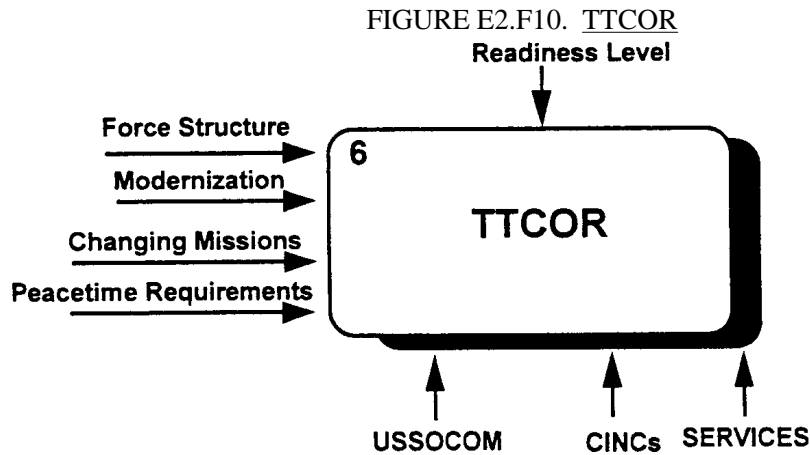 FIGURE E2.F10. TTCOR
Readiness Level
Force Structure
6
Modernization
TTCOR
Changing Missions
Peacetime Requirements
USSOCOM
CINCs
SERVICES